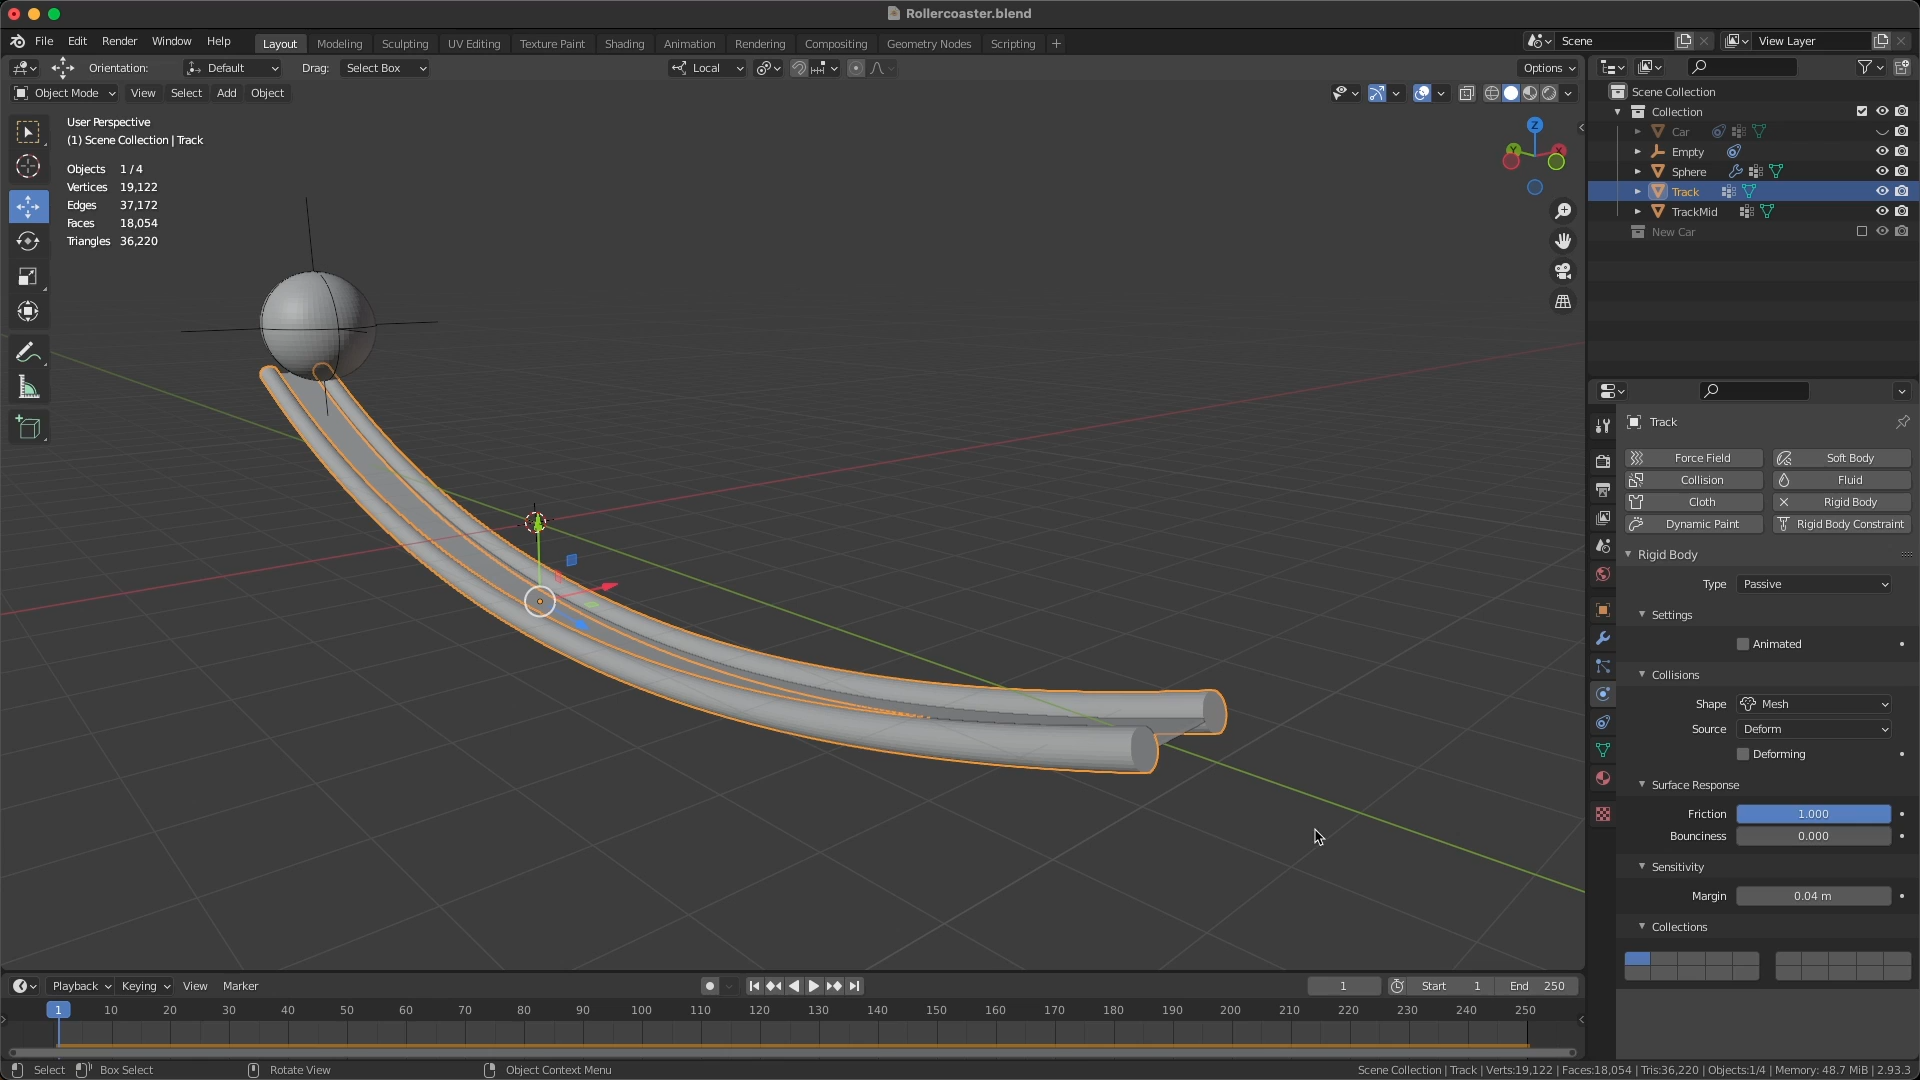 Rollercoaster.blend
File Edit Render Window Help
Layout Modeling Sculpting UV Editing Texture Paint Shading Animation Rendering Compositing Geometry Nodes Scripting +
Scene
View Layer
Orientation: Default Drag: Select Box
Local
Options
Object Mode View Select Add Object
User Perspective
(1) Scene Collection | Track
Objects 1 / 4
Vertices 19,122
Edges 37,172
Faces 18,054
Triangles 36,220
Z
Y
X
Scene Collection
Collection
Car
Empty
Sphere
Track
TrackMid
New Car
Track
Force Field Soft Body
Collision Fluid
Cloth Rigid Body
Dynamic Paint Rigid Body Constraint
Rigid Body
Type Passive
Settings
Animated
Collisions
Shape Mesh
Source Deform
Deforming
Surface Response
Friction 1.000
Bounciness 0.000
Sensitivity
Margin 0.04 m
Collections
Playback Keying View Marker
1 Start 1 End 250
1 10 20 30 40 50 60 70 80 90 100 110 120 130 140 150 160 170 180 190 200 210 220 230 240 250
Select Box Select Rotate View Object Context Menu
Scene Collection | Track | Verts:19,122 | Faces:18,054 | Tris:36,220 | Objects:1/4 | Memory: 48.7 MiB | 2.93.3